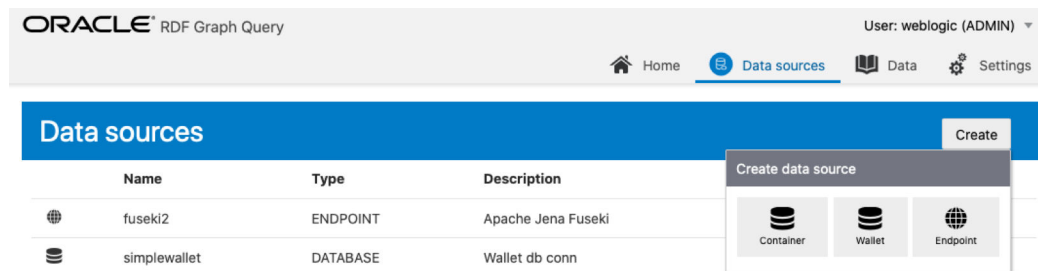 ORACLE® RDF Graph Query
User: weblogic (ADMIN)
Home Data sources Data Settings
Data sources Create
Create data source
Name Type Description
fuseki2 ENDPOINT Apache Jena Fuseki
Container Wallet Endpoint
simplewallet DATABASE Wallet db conn